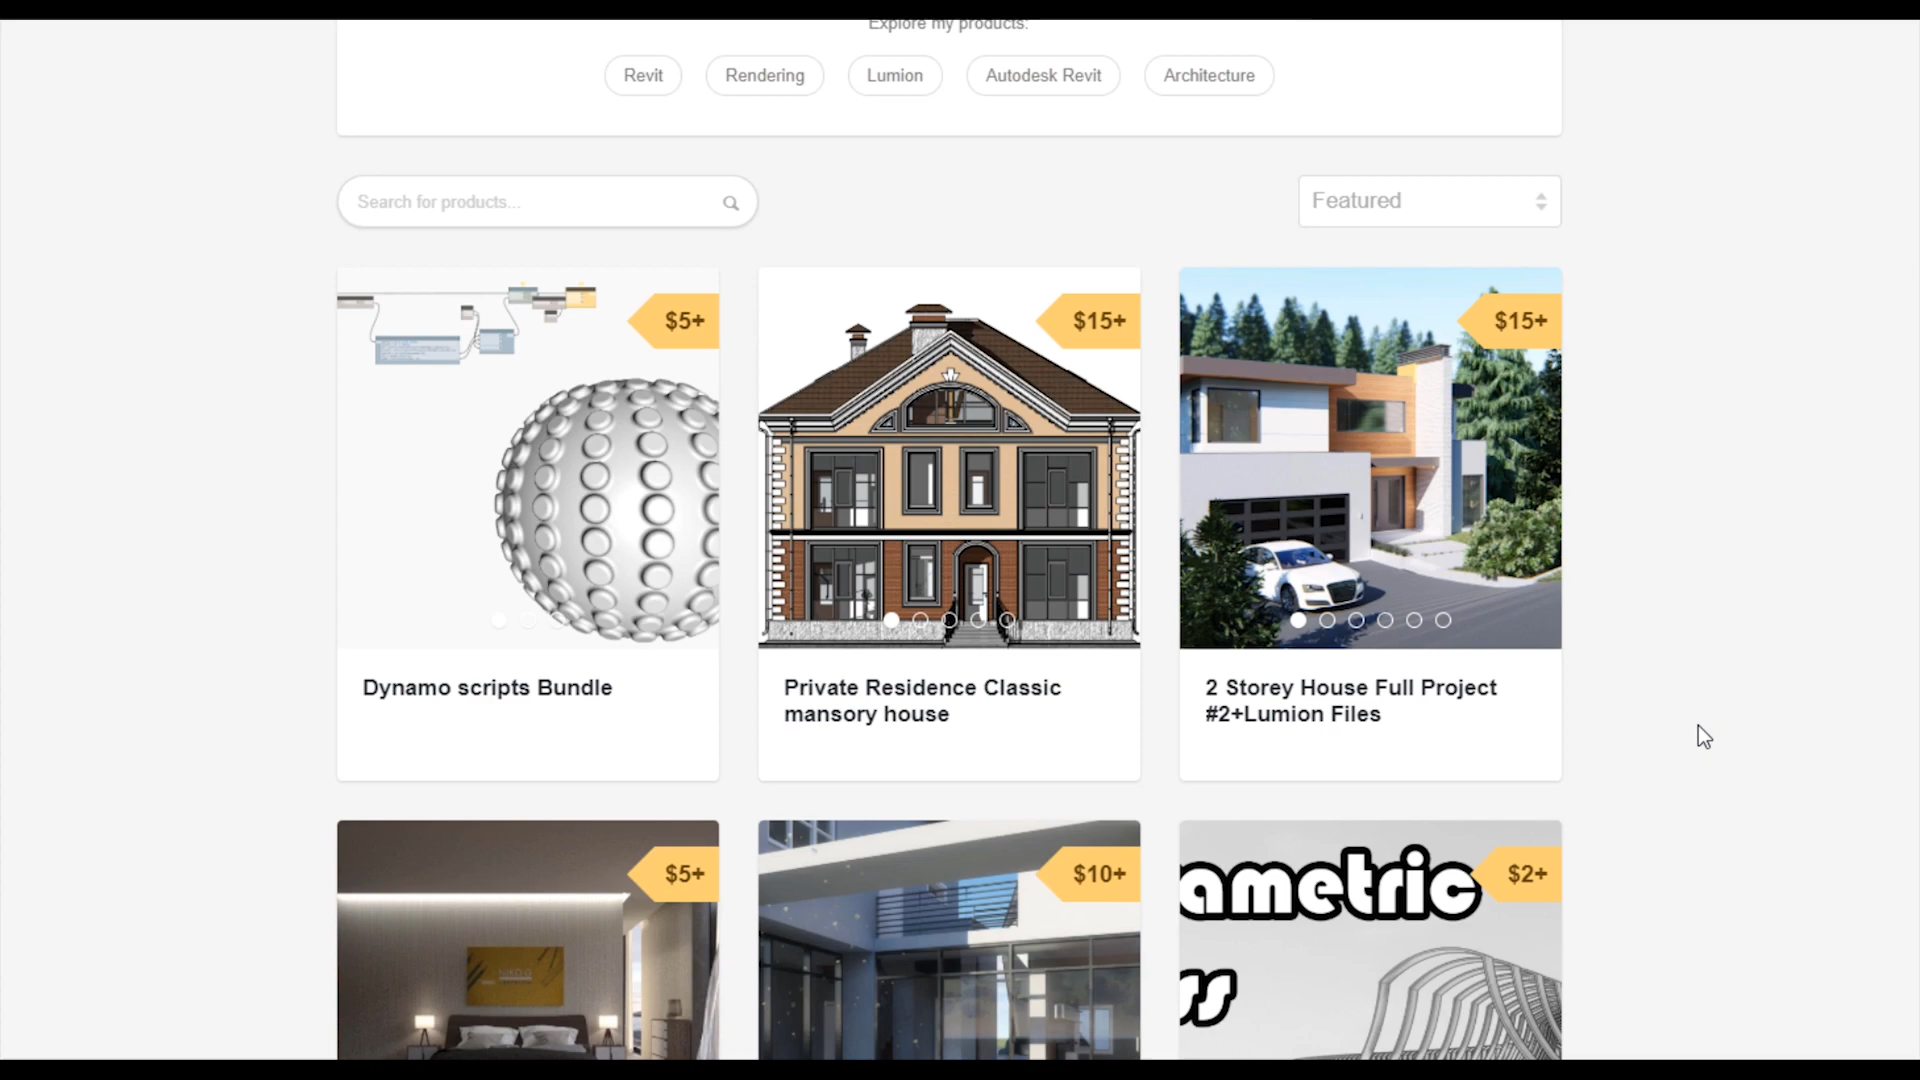 Explore my products:
Revit
Rendering
Lumion
Autodesk Revit
Architecture
Search for products...
Featured
$5+
$15+
$15+
Dynamo scripts Bundle
Private Residence Classic
mansory house
2 Storey House Full Project
#2+Lumion Files
$5+
$10+
ametric
$2+
rs